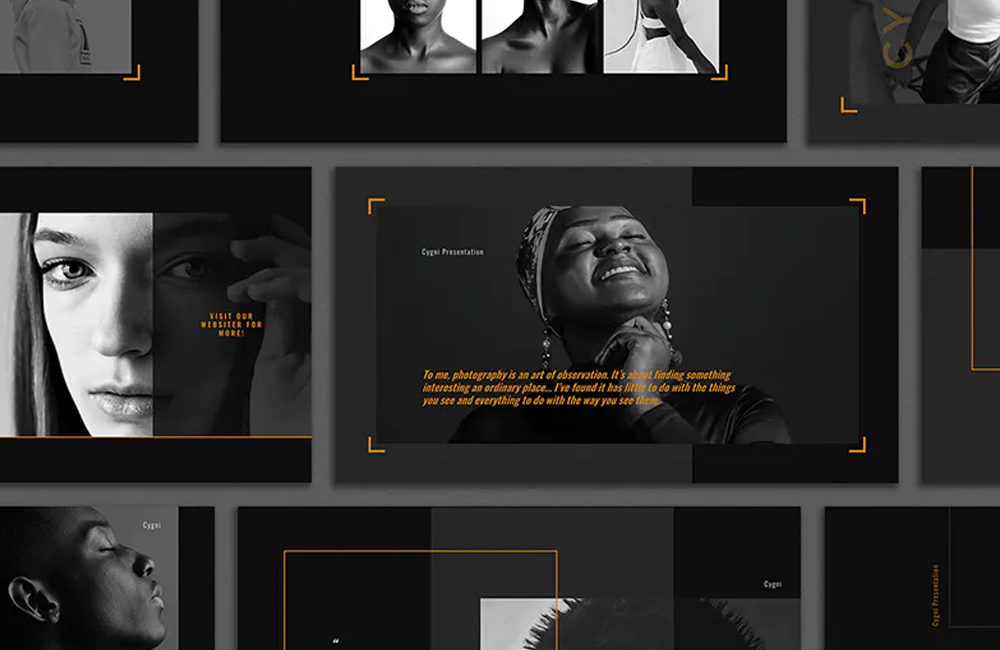 CY
Cygni Presentation
VISIT OUR
WEBSITER FOR
MORE!
To me, photography is an art of observation. It's about finding something
interesting an ordinary place... I've found it has little to do with the things
you see and everything to do with the way you see them.
Cygni
Cygni
Cygni Presentation
“